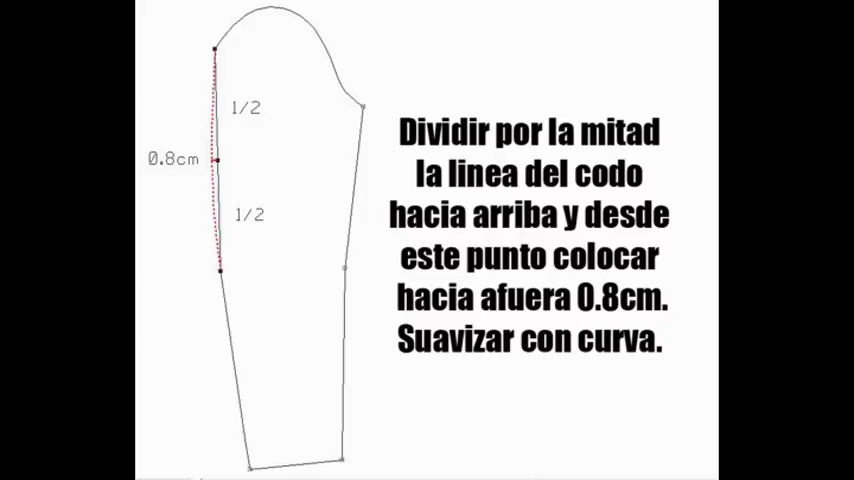 1/2
0.8cm
1/2
Dividir por la mitad
la linea del codo
hacia arriba y desde
este punto colocar
hacia afuera 0.8cm.
Suavizar con curva.